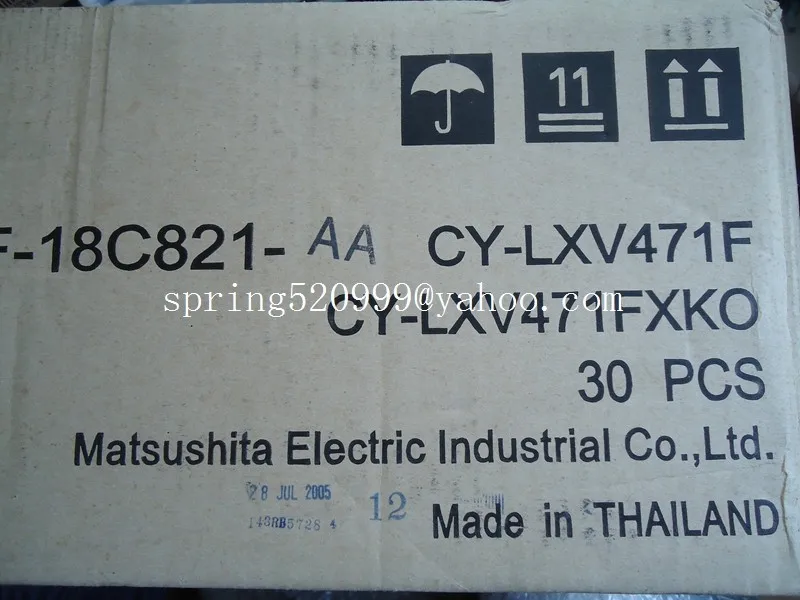 11
F-18C821- AA CY-LXV471F
spring520999@yahoo.com
CY-LXV471FXKO
30 PCS
Matsushita Electric Industrial Co.,Ltd.
28 JUL 2005
12
Made in THAILAND